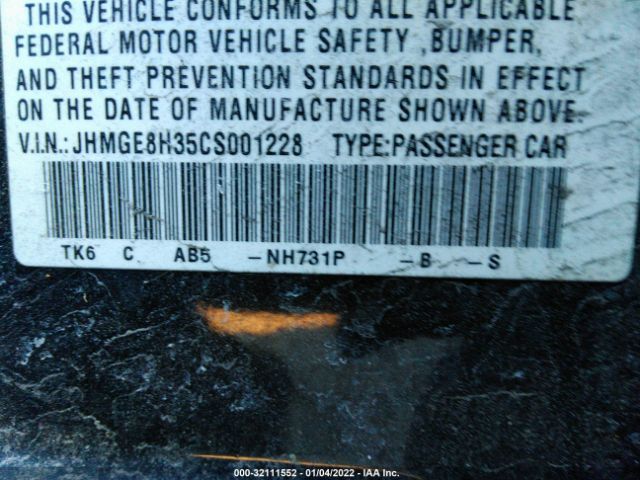 THIS VEHICLE CONFORMS TO ALL APPLICABLE
FEDERAL MOTOR VEHICLE SAFETY ,BUMPER,
AND THEFT PREVENTION STANDARDS IN EFFECT
ON THE DATE OF MANUFACTURE SHOWN ABOVE.
V.I.N.:JHMGE8H35CS001228 TYPE:PASSENGER CAR
TK6 C AB5 -NH731P -B -S
000-32111552 - 01/04/2022 - IAA Inc.